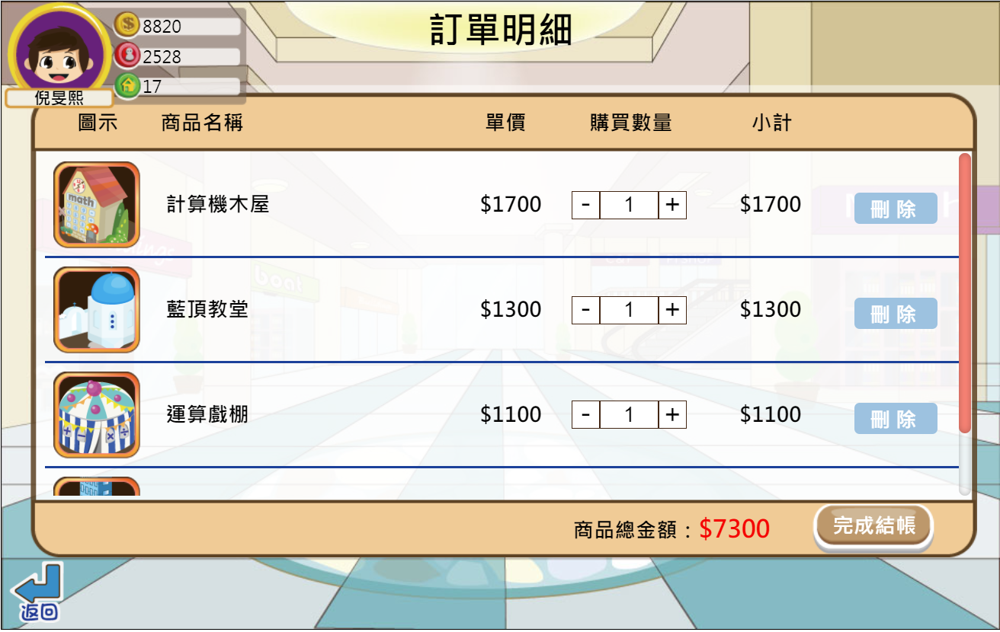 訂單明細
8820
2528
17
倪旻熙
圖示 商品名稱 單價 購買數量 小計
math
計算機木屋 $1700 - 1 + $1700 刪除
藍頂教堂 $1300 - 1 + $1300 刪除
boat
運算戲棚 $1100 - 1 + $1100 刪除
商品總金額：$7300 完成結帳
返回